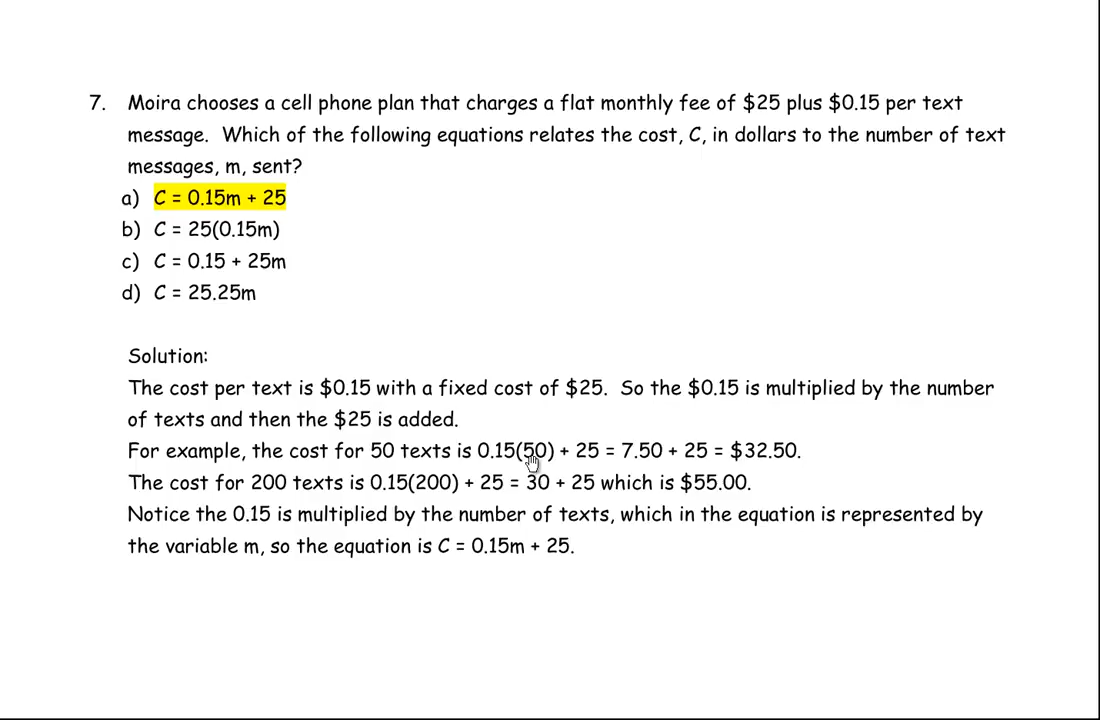 7. Moira chooses a cell phone plan that charges a flat monthly fee of $25 plus $0.15 per text
message. Which of the following equations relates the cost, C, in dollars to the number of text
messages, m, sent?
a) C = 0.15m + 25
b) C = 25(0.15m)
c) C = 0.15 + 25m
d) C = 25.25m
Solution:
The cost per text is $0.15 with a fixed cost of $25. So the $0.15 is multiplied by the number
of texts and then the $25 is added.
For example, the cost for 50 texts is 0.15(50) + 25 = 7.50 + 25 = $32.50.
The cost for 200 texts is 0.15(200) + 25 = 30 + 25 which is $55.00.
Notice the 0.15 is multiplied by the number of texts, which in the equation is represented by
the variable m, so the equation is C = 0.15m + 25.